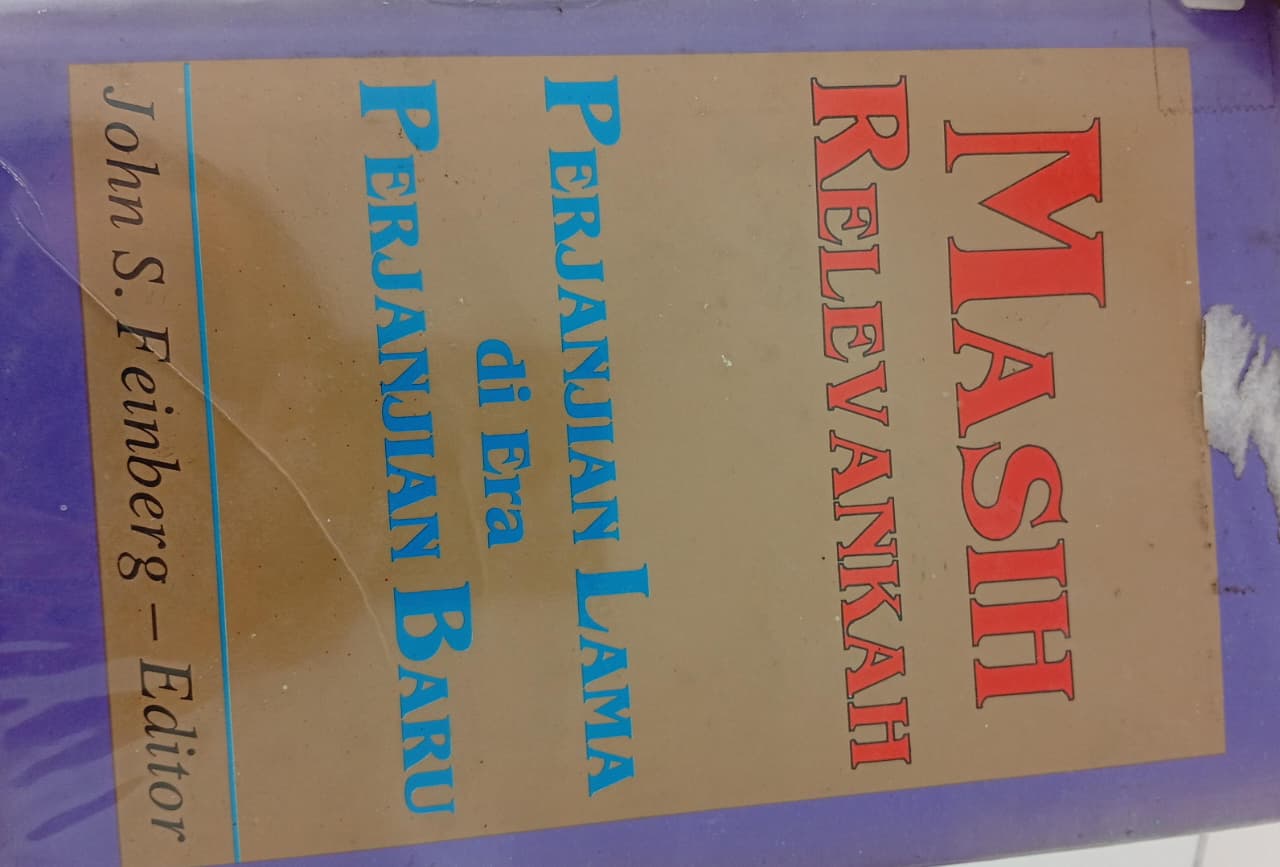 MASIH
RELEVANKAH
PERJANJIAN LAMA
di Era
PERJANJIAN BARU
John S. Feinberg – Editor